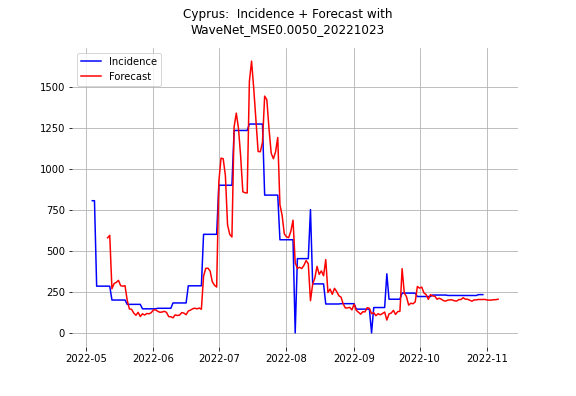 Cyprus:  Incidence + Forecast with
WaveNet_MSE0.0050_20221023
Incidence
Forecast
1500
1250
1000
750
500
250
0
2022-05 2022-06 2022-07 2022-08 2022-09 2022-10 2022-11